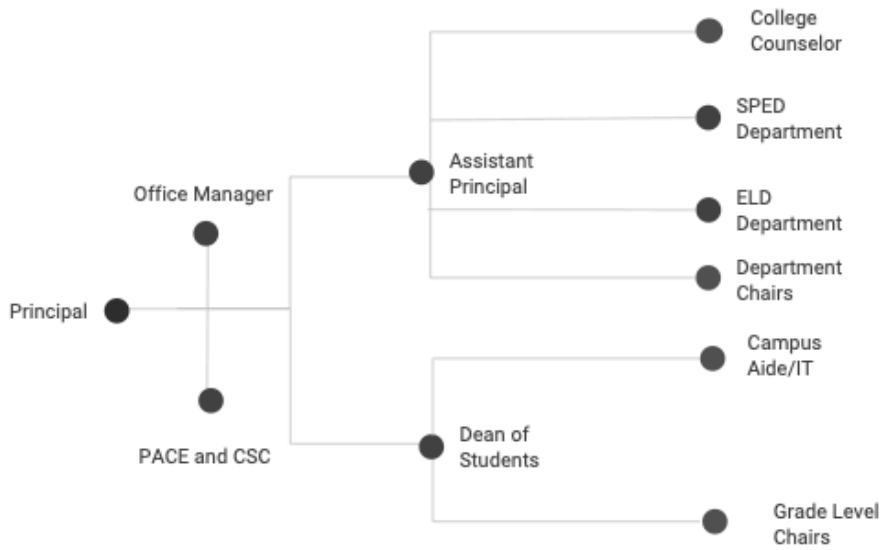 College
Counselor
SPED
Department
Assistant
Principal
Office Manager
ELD
Department
Department
Chairs
Principal
Campus
Aide/IT
Dean of
Students
PACE and CSC
Grade Level
Chairs